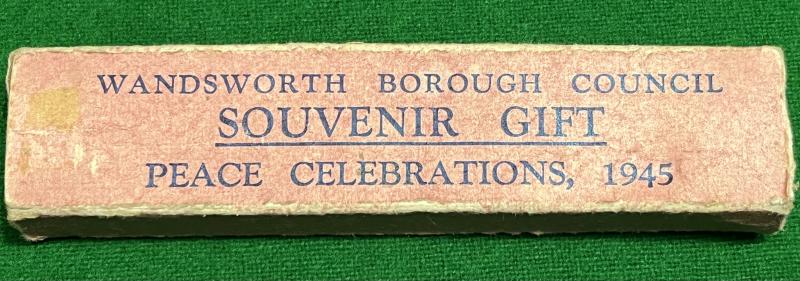 WANDSWORTH BOROUGH COUNCIL
SOUVENIR GIFT
PEACE CELEBRATIONS, 1945